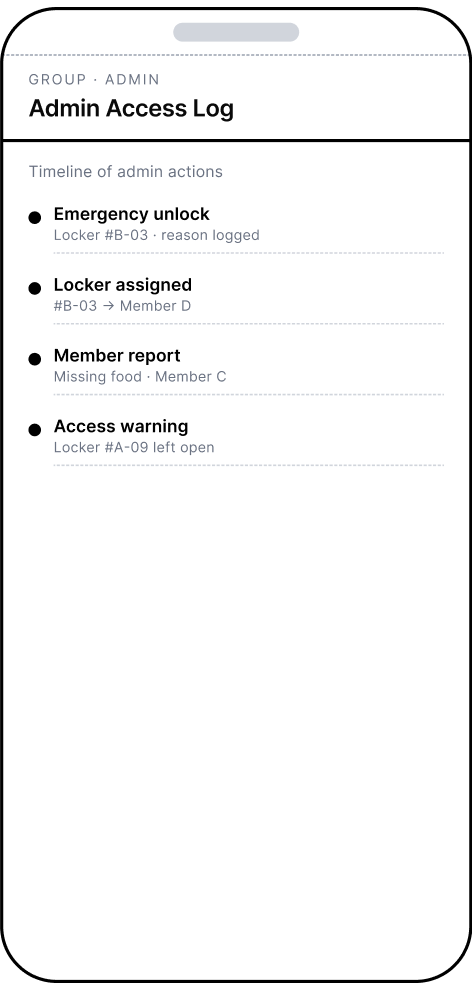 GROUP · ADMIN
Admin Access Log
Timeline of admin actions
Emergency unlock
Locker #B-03 · reason logged
Locker assigned
#B-03 → Member D
Member report
Missing food · Member C
Access warning
Locker #A-09 left open